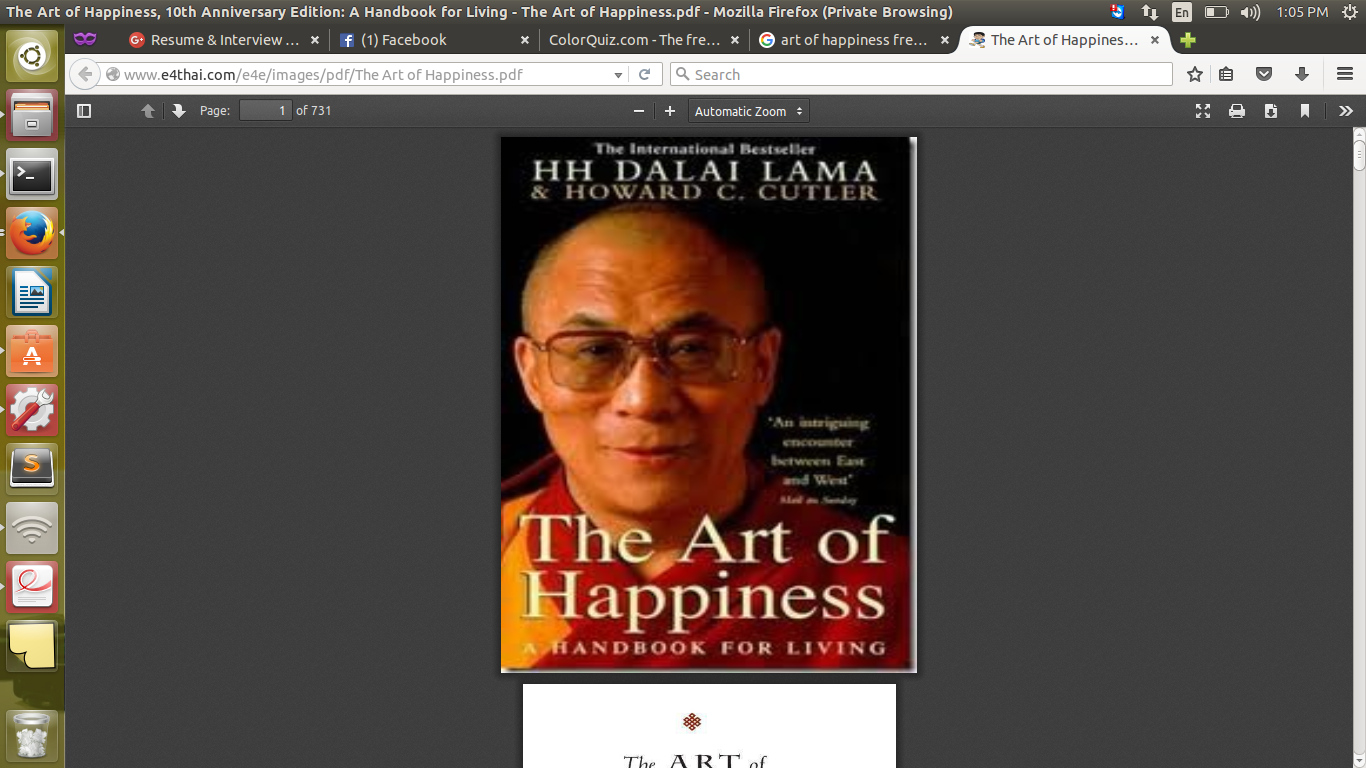 The Art of Happiness, 10th Anniversary Edition: A Handbook for Living - The Art of Happiness.pdf - Mozilla Firefox (Private Browsing)
En
1:05 PM
Resume & Interview ...
(1) Facebook
ColorQuiz.com - The fre...
art of happiness fre...
The Art of Happines...
www.e4thai.com/e4e/images/pdf/The Art of Happiness.pdf
Search
Page: 1 of 731
Automatic Zoom
The International Bestseller
HH DALAI LAMA
& HOWARD C. CUTLER
'An intriguing
encounter
between East
and West'
Mail on Sunday
The Art of
Happiness
A HANDBOOK FOR LIVING
The ART of